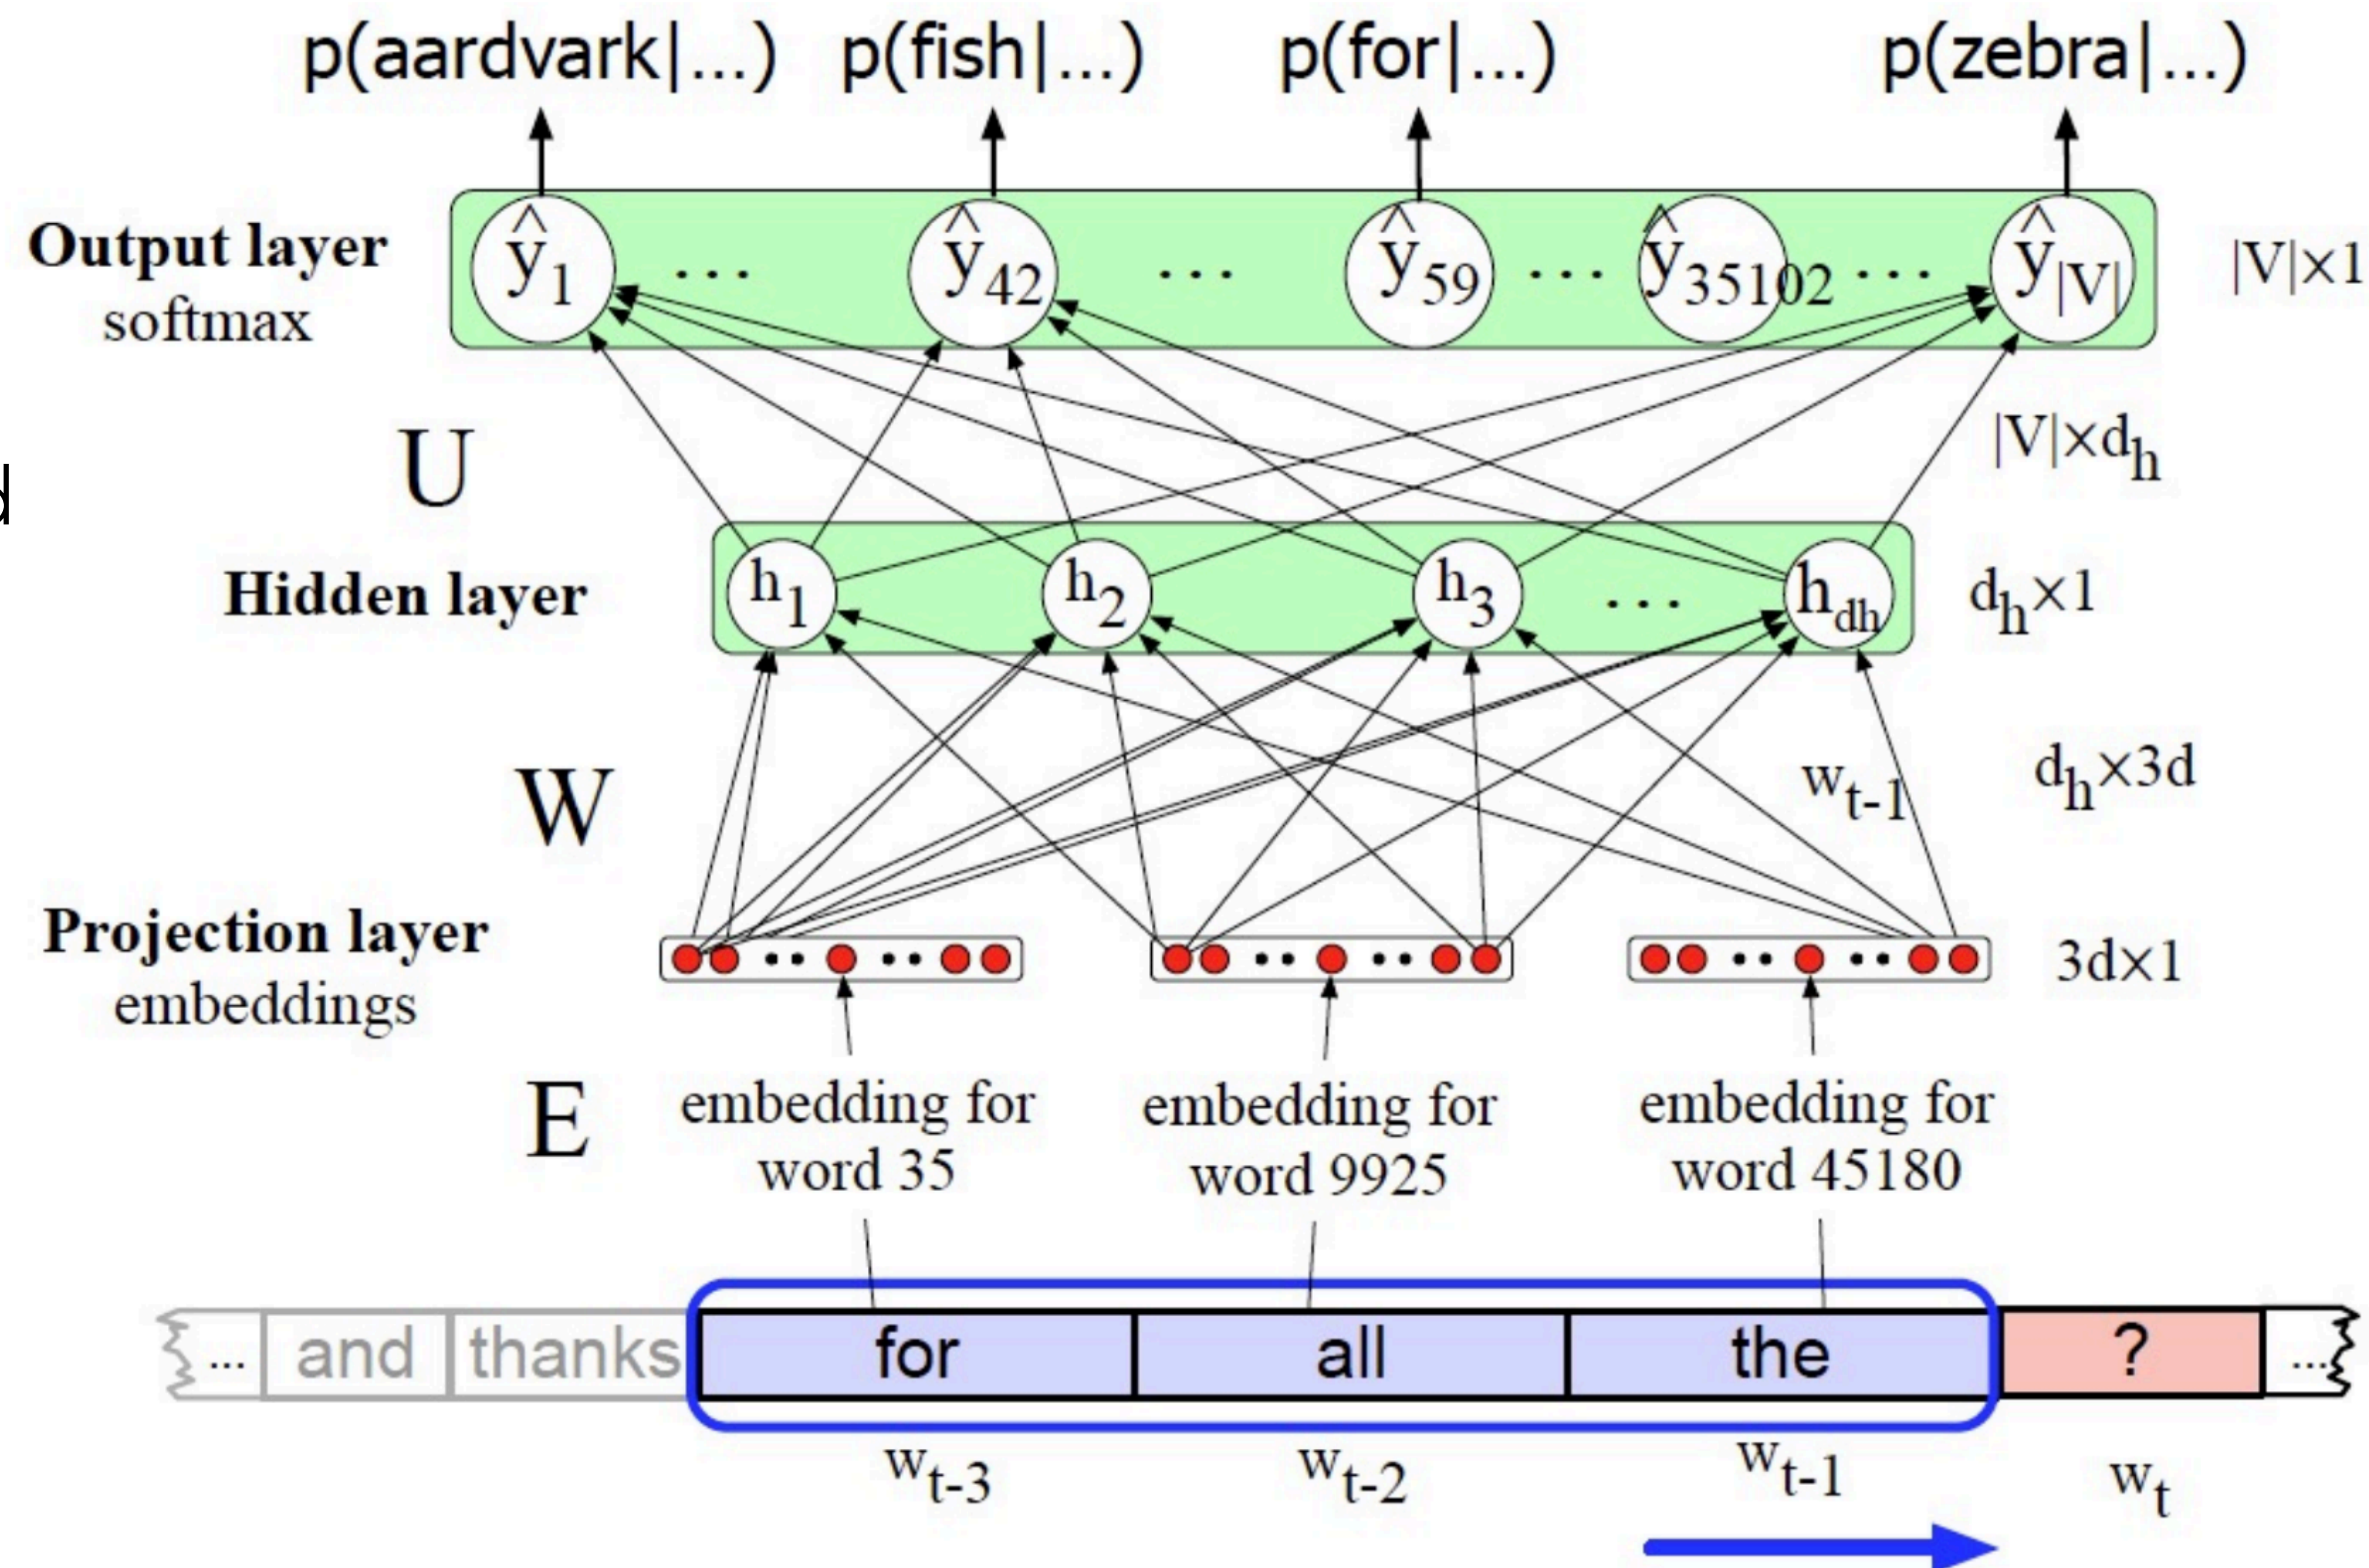 p(aardvark|...) p(fish|...) p(for|...) p(zebra|...)
Output layer
softmax
ŷ1 ... ŷ42 ... ŷ59 ... ŷ35102 ... ŷ|V| |V|×1
U |V|×dh
d
Hidden layer h1 h2 h3 ... hdh dh×1
W wt-1 dh×3d
Projection layer
embeddings
3d×1
E
embedding for
word 35
embedding for
word 9925
embedding for
word 45180
... and thanks for all the ? ...
wt-3 wt-2 wt-1 wt